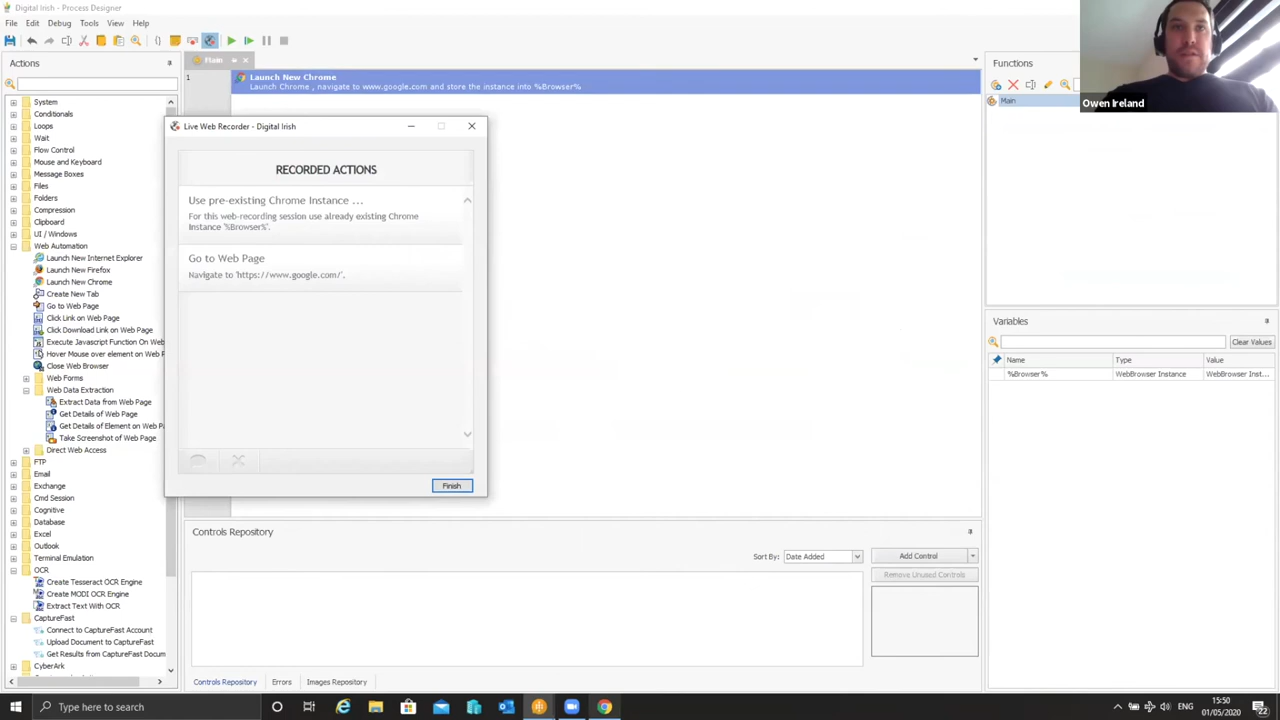 Digital Irish - Process Designer
File Edit Debug Tools View Help
Actions
Main
Functions
Owen Ireland
1
Launch New Chrome
Launch Chrome , navigate to www.google.com and store the instance into %Browser%
Main
System
Conditionals
Loops
Wait
Flow Control
Mouse and Keyboard
Message Boxes
Files
Folders
Compression
Clipboard
UI / Windows
Web Automation
Launch New Internet Explorer
Launch New Firefox
Launch New Chrome
Create New Tab
Go to Web Page
Click Link on Web Page
Click Download Link on Web Page
Execute Javascript Function On Web
Hover Mouse over element on Web P
Close Web Browser
Web Forms
Web Data Extraction
Extract Data from Web Page
Get Details of Web Page
Get Details of Element on Web P
Take Screenshot of Web Page
Direct Web Access
FTP
Email
Exchange
Cmd Session
Cognitive
Database
Excel
Outlook
Terminal Emulation
OCR
Create Tesseract OCR Engine
Create MODI OCR Engine
Extract Text With OCR
CaptureFast
Connect to CaptureFast Account
Upload Document to CaptureFast
Get Results from CaptureFast Docum
CyberArk
Live Web Recorder - Digital Irish
RECORDED ACTIONS
Use pre-existing Chrome Instance ...
For this web-recording session use already existing Chrome
Instance '%Browser%'.
Go to Web Page
Navigate to 'https://www.google.com/'.
Finish
Variables
Clear Values
Name Type Value
%Browser% WebBrowser Instance WebBrowser Inst...
Controls Repository
Sort By: Date Added
Add Control
Remove Unused Controls
Controls Repository Errors Images Repository
Type here to search
15:50
01/05/2020
22